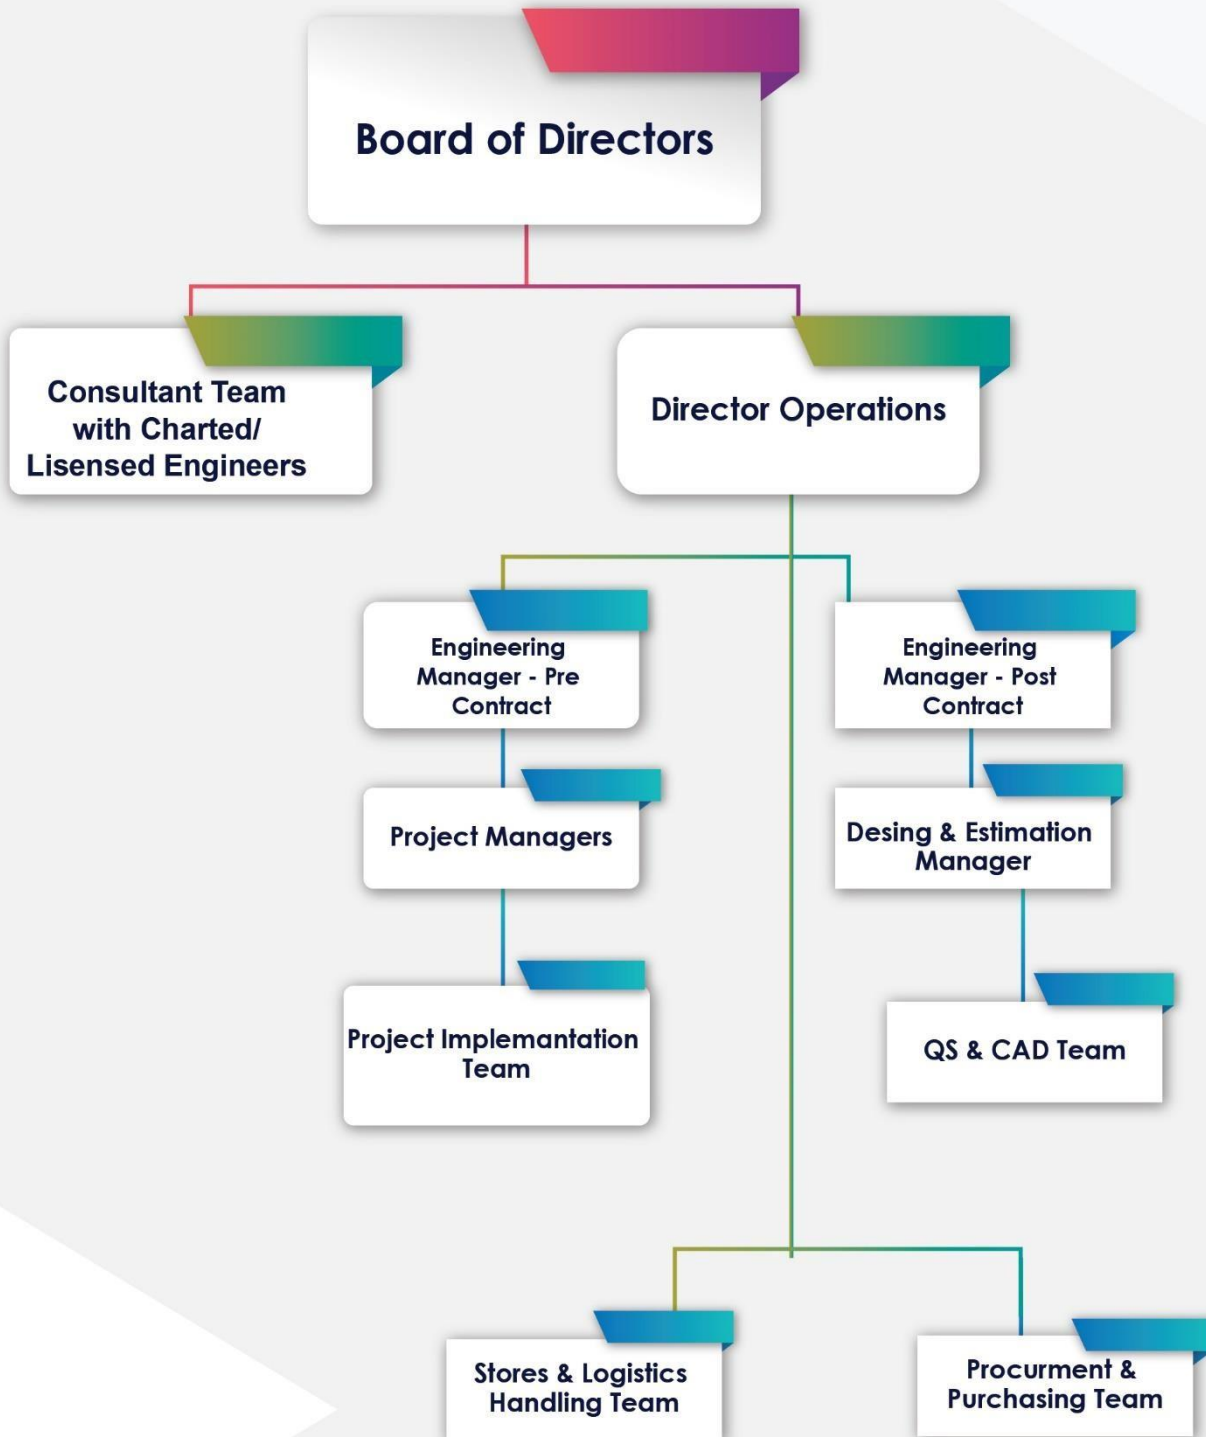 Board of Directors
Consultant Team
with Charted/
Lisensed Engineers
Director Operations
Engineering
Manager - Pre
Contract
Engineering
Manager - Post
Contract
Project Managers
Desing & Estimation
Manager
Project Implemantation
Team
QS & CAD Team
Stores & Logistics
Handling Team
Procurment &
Purchasing Team